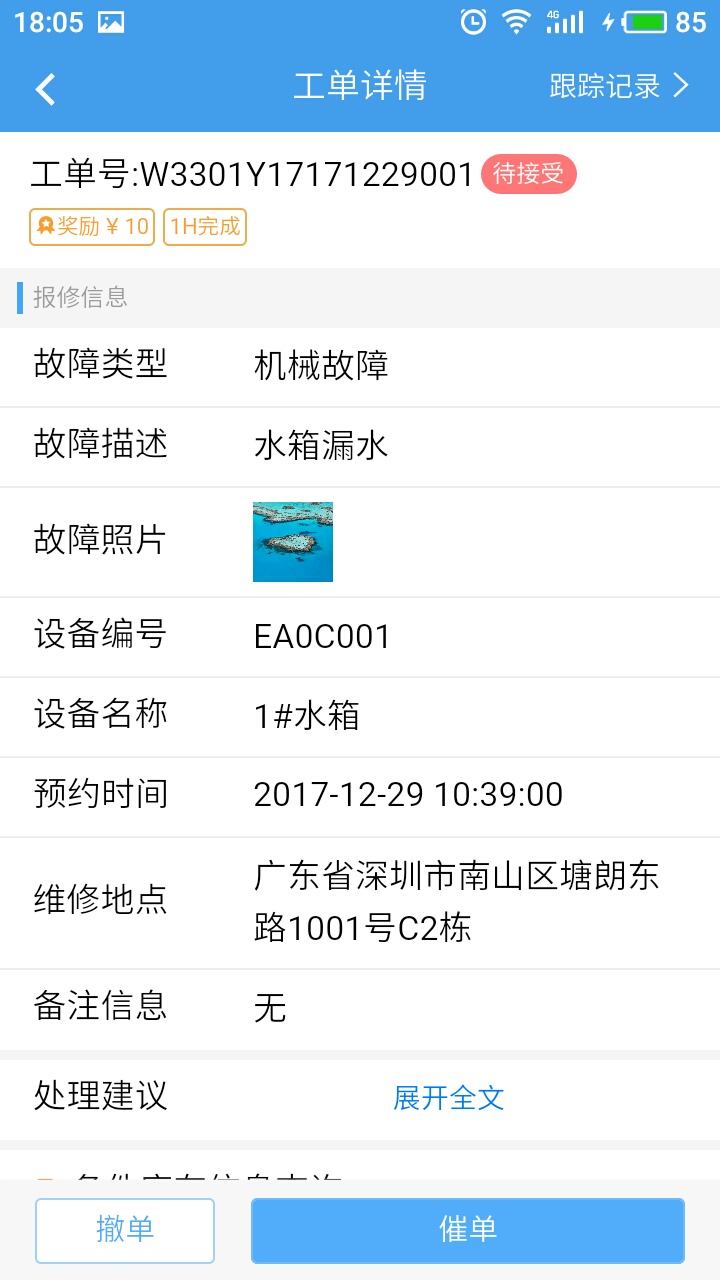 18:05 4G 85
工单详情 跟踪记录
工单号:W3301Y17171229001 待接受
奖励 ¥ 10 1H完成
报修信息
故障类型 机械故障
故障描述 水箱漏水
故障照片
设备编号 EA0C001
设备名称 1#水箱
预约时间 2017-12-29 10:39:00
维修地点 广东省深圳市南山区塘朗东
路1001号C2栋
备注信息 无
处理建议 展开全文
撤单 催单